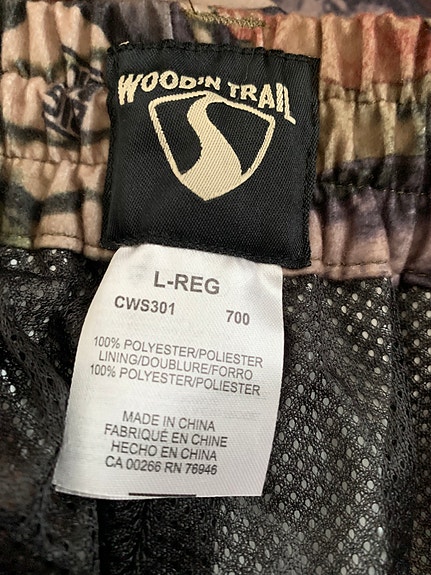 WOOD'N TRAIL
L-REG
CWS301 700
100% POLYESTER/POLIESTER
LINING/DOUBLURE/FORRO
100% POLYESTER/POLIESTER
MADE IN CHINA
FABRIQUÉ EN CHINE
HECHO EN CHINA
CA 00266 RN 76946